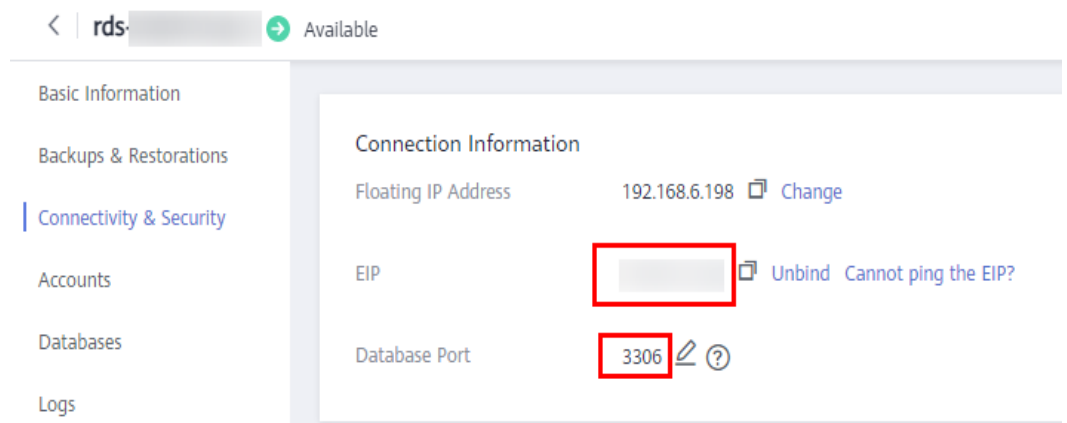 rds- Available
Basic Information
Backups & Restorations
Connectivity & Security
Accounts
Databases
Logs
Connection Information
Floating IP Address 192.168.6.198 Change
EIP Unbind Cannot ping the EIP?
Database Port 3306